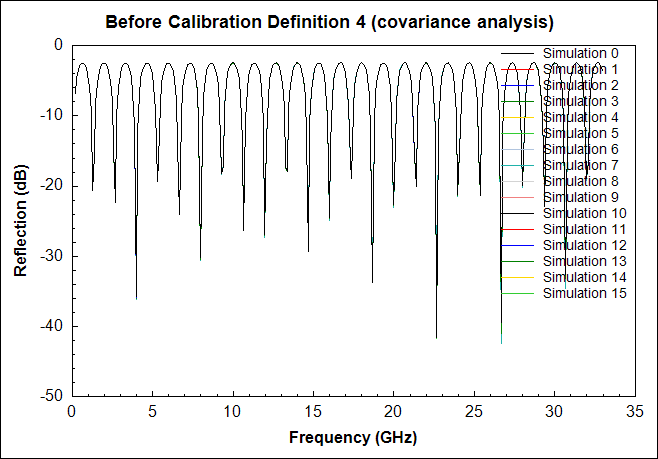 Before Calibration Definition 4 (covariance analysis)
0
-10
-20
-30
-40
-50
Reflection (dB)
0 5 10 15 20 25 30 35
Frequency (GHz)
Simulation 0
Simulation 1
Simulation 2
Simulation 3
Simulation 4
Simulation 5
Simulation 6
Simulation 7
Simulation 8
Simulation 9
Simulation 10
Simulation 11
Simulation 12
Simulation 13
Simulation 14
Simulation 15